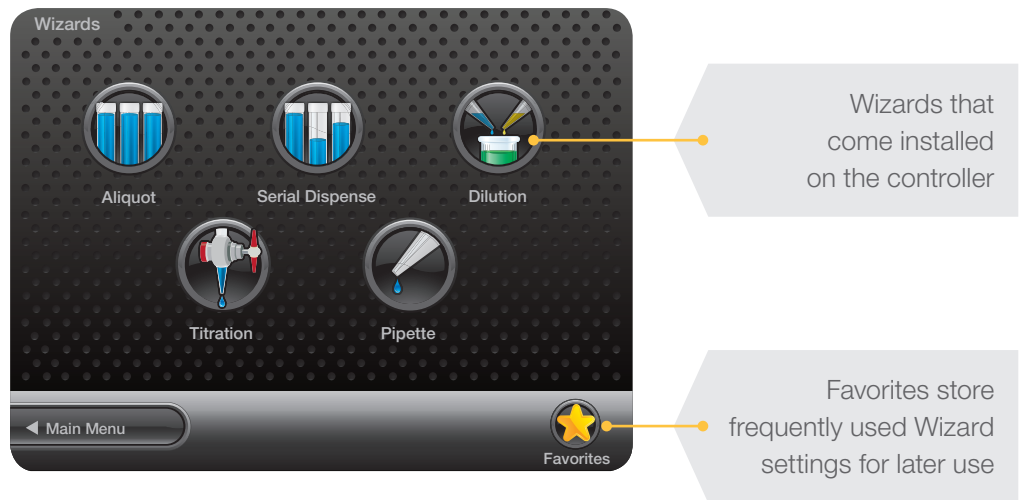 Wizards
Aliquot
Serial Dispense
Dilution
Titration
Pipette
Main Menu
Favorites
Wizards that
come installed
on the controller
Favorites store
frequently used Wizard
settings for later use